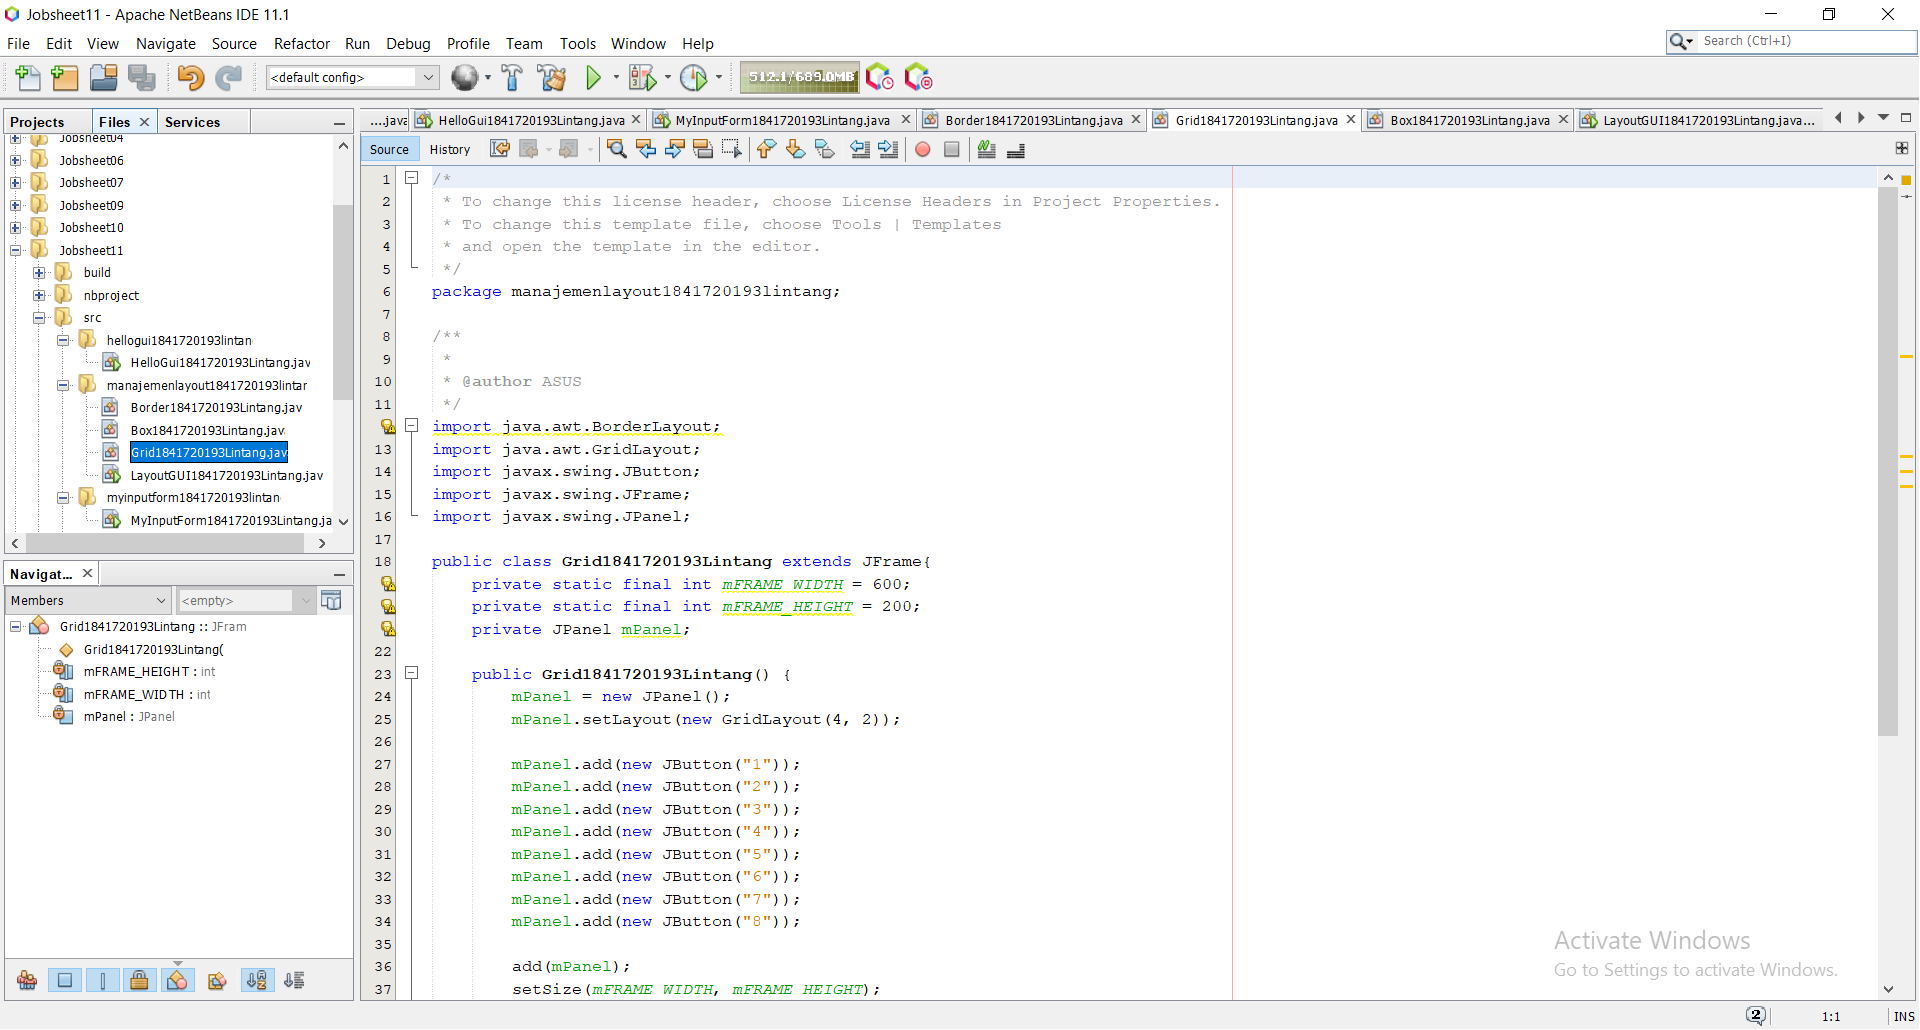 Jobsheet11 - Apache NetBeans IDE 11.1
File Edit View Navigate Source Refactor Run Debug Profile Team Tools Window Help
Search (Ctrl+I)
<default config>
512.1/689.0MB
Projects Files Services
Jobsheet04
Jobsheet06
Jobsheet07
Jobsheet09
Jobsheet10
Jobsheet11
build
nbproject
src
hellogui1841720193lintan
HelloGui1841720193Lintang.jav
manajemenlayout1841720193lintar
Border1841720193Lintang.jav
Box1841720193Lintang.jav
Grid1841720193Lintang.jav
LayoutGUI1841720193Lintang.jav
myinputform1841720193lintan
MyInputForm1841720193Lintang.ja
Navigat...
Members <empty>
Grid1841720193Lintang :: JFram
Grid1841720193Lintang(
mFRAME_HEIGHT : int
mFRAME_WIDTH : int
mPanel : JPanel
....java HelloGui1841720193Lintang.java MyInputForm1841720193Lintang.java Border1841720193Lintang.java Grid1841720193Lintang.java Box1841720193Lintang.java LayoutGUI1841720193Lintang.java...
Source History
1 /*
2 * To change this license header, choose License Headers in Project Properties.
3 * To change this template file, choose Tools | Templates
4 * and open the template in the editor.
5 */
6 package manajemenlayout1841720193lintang;
7
8 /**
9 *
10 * @author ASUS
11 */
import java.awt.BorderLayout;
13 import java.awt.GridLayout;
14 import javax.swing.JButton;
15 import javax.swing.JFrame;
16 import javax.swing.JPanel;
17
18 public class Grid1841720193Lintang extends JFrame{
private static final int mFRAME_WIDTH = 600;
private static final int mFRAME_HEIGHT = 200;
private JPanel mPanel;
22
23 public Grid1841720193Lintang() {
24 mPanel = new JPanel();
25 mPanel.setLayout(new GridLayout(4, 2));
26
27 mPanel.add(new JButton("1"));
28 mPanel.add(new JButton("2"));
29 mPanel.add(new JButton("3"));
30 mPanel.add(new JButton("4"));
31 mPanel.add(new JButton("5"));
32 mPanel.add(new JButton("6"));
33 mPanel.add(new JButton("7"));
34 mPanel.add(new JButton("8"));
35
36 add(mPanel);
37 setSize(mFRAME_WIDTH, mFRAME_HEIGHT);
Activate Windows
Go to Settings to activate Windows.
2 1:1 INS